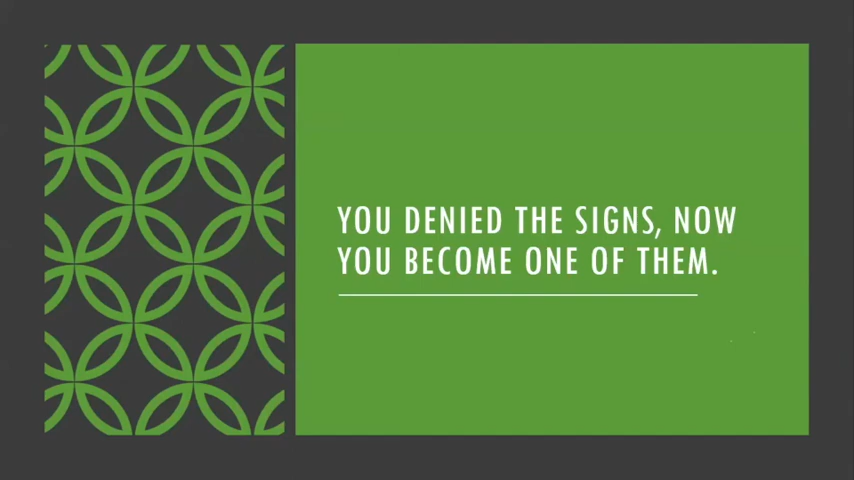 YOU DENIED THE SIGNS, NOW
YOU BECOME ONE OF THEM.